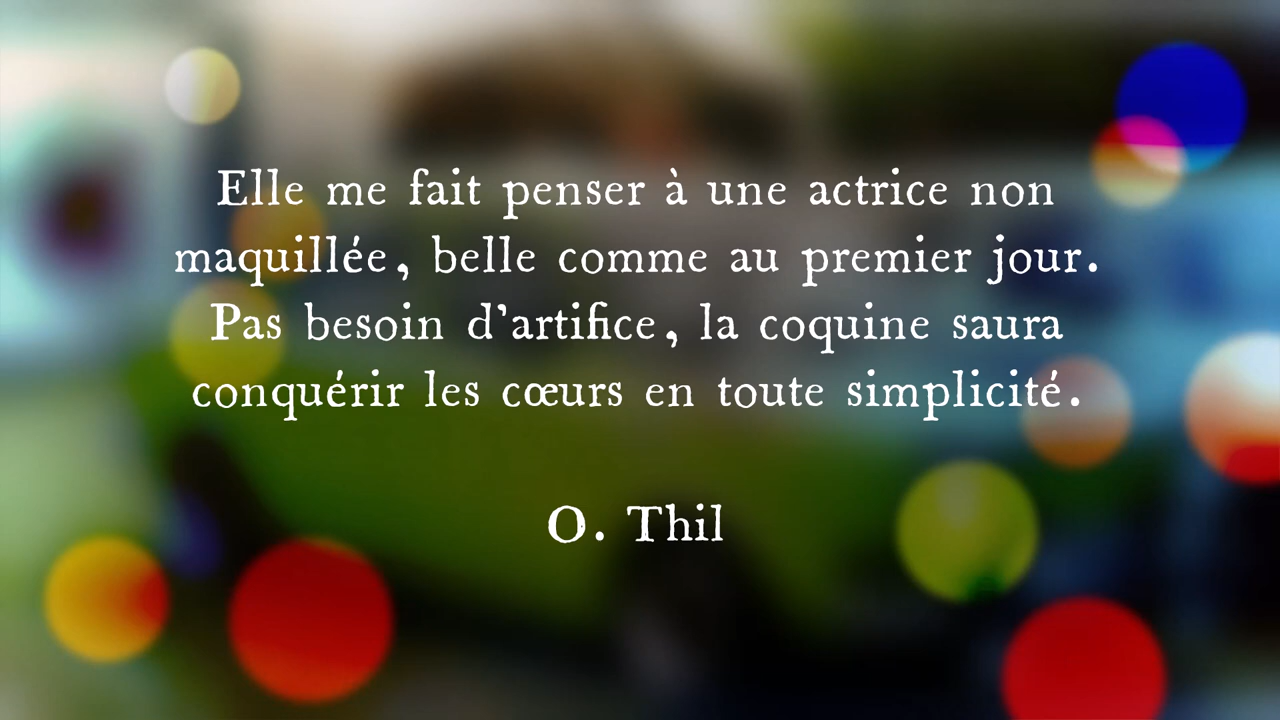 Elle me fait penser à une actrice non
maquillée, belle comme au premier jour.
Pas besoin d'artifice, la coquine saura
conquérir les cœurs en toute simplicité.
O. Thil